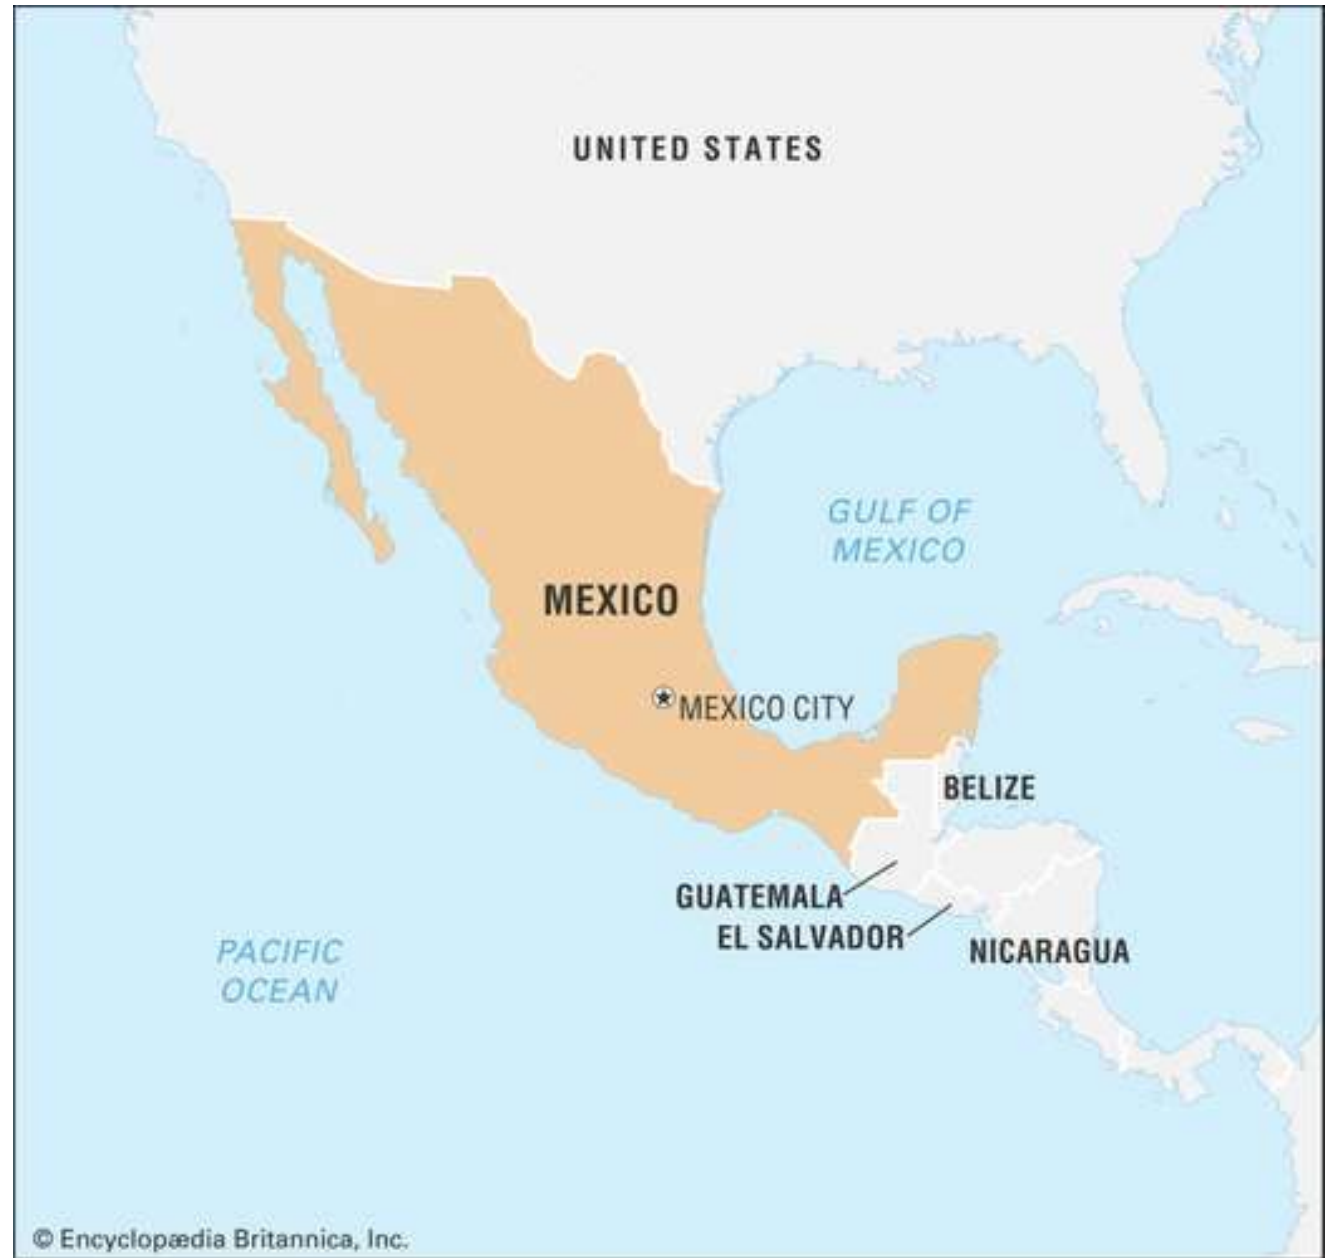 UNITED STATES
GULF OF
MEXICO
MEXICO
MEXICO CITY
BELIZE
GUATEMALA
EL SALVADOR
NICARAGUA
PACIFIC
OCEAN
© Encyclopædia Britannica, Inc.